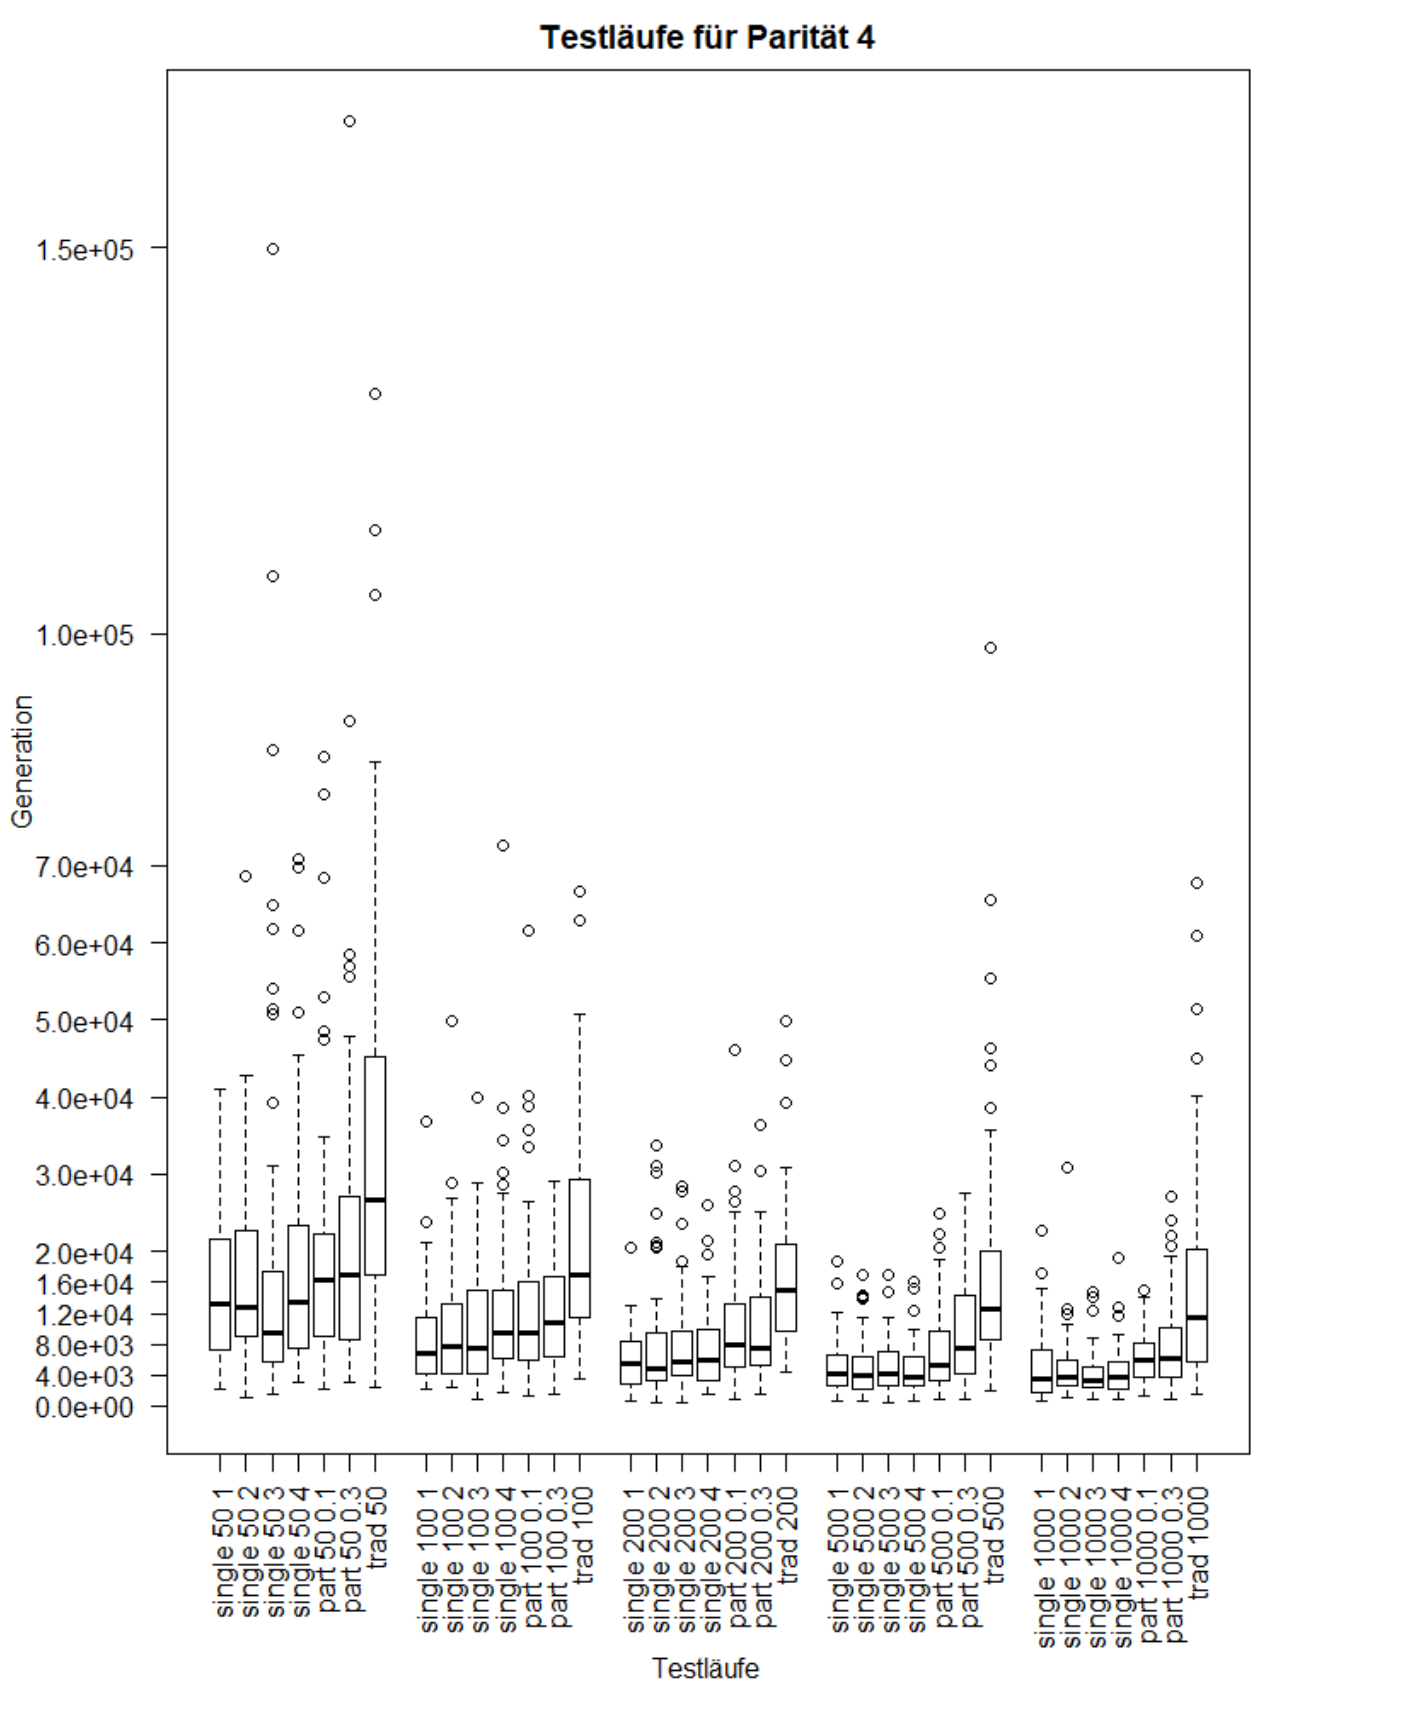 Testläufe für Parität 4
Generation
1.5e+05
1.0e+05
7.0e+04
6.0e+04
5.0e+04
4.0e+04
3.0e+04
2.0e+04
1.6e+04
1.2e+04
8.0e+03
4.0e+03
0.0e+00
single 50 1
single 50 2
single 50 3
single 50 4
part 50 0.1
part 50 0.3
trad 50
single 100 1
single 100 2
single 100 3
single 100 4
part 100 0.1
part 100 0.3
trad 100
single 200 1
single 200 2
single 200 3
single 200 4
part 200 0.1
part 200 0.3
trad 200
single 500 1
single 500 2
single 500 3
single 500 4
part 500 0.1
part 500 0.3
trad 500
single 1000 1
single 1000 2
single 1000 3
single 1000 4
part 1000 0.1
part 1000 0.3
trad 1000
Testläufe